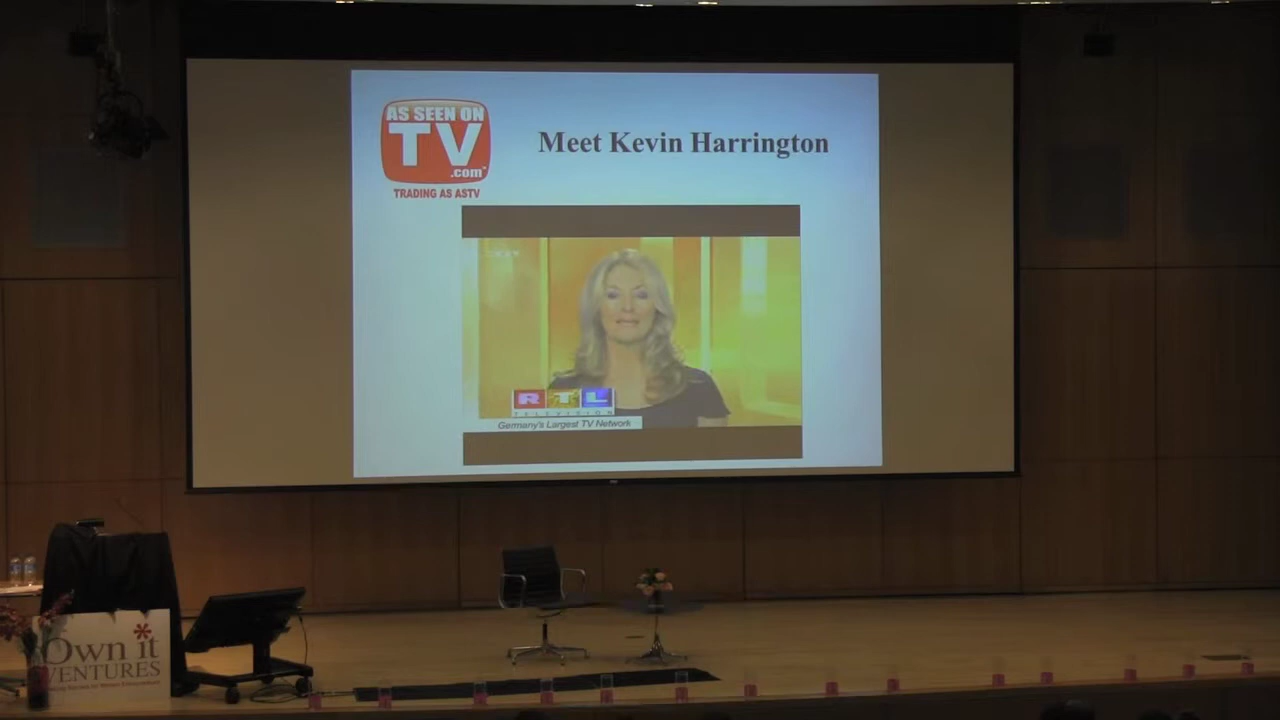 AS SEEN ON
TV
.com
TRADING AS ASTV
Meet Kevin Harrington
RTL
TELEVISION
Germany's Largest TV Network
Own it
VENTURES